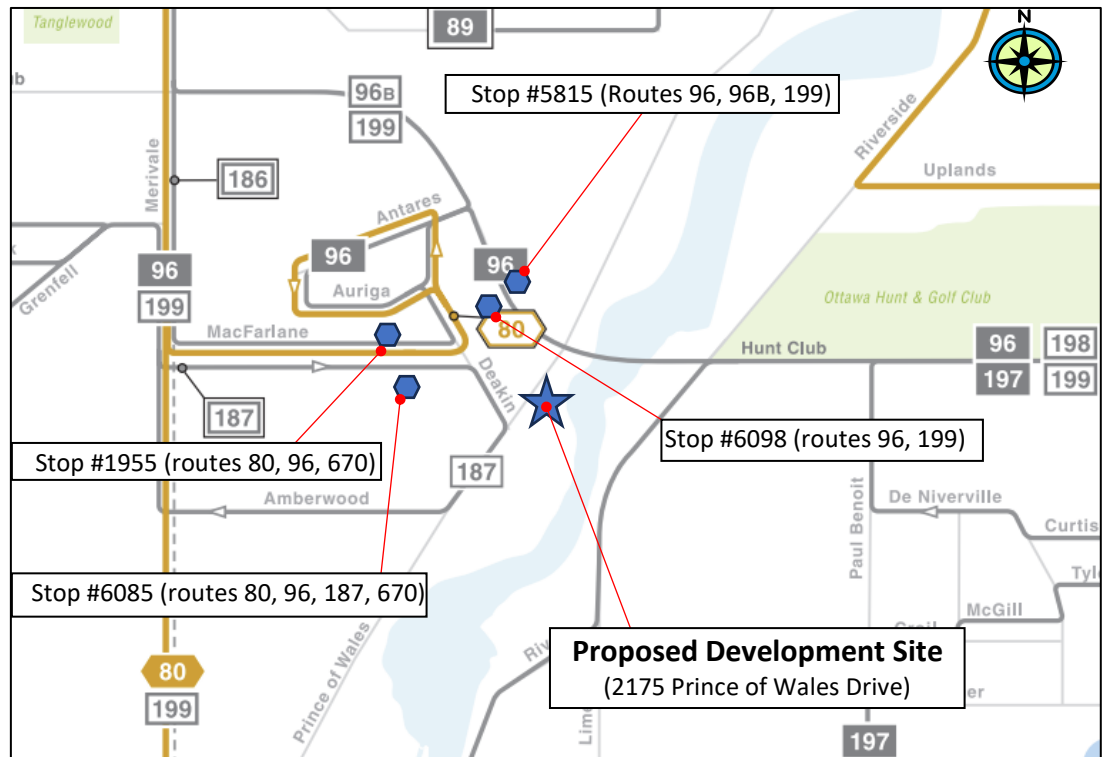 Tanglewood
89
N
96B
199
Stop #5815 (Routes 96, 96B, 199)
Riverside
Merivale
186
Uplands
Antares
96
96
96
199
Grenfell
Auriga
Ottawa Hunt & Golf Club
MacFarlane
80
Hunt Club
96
198
197
199
187
Deakin
Stop #1955 (routes 80, 96, 670)
Stop #6098 (routes 96, 199)
187
Amberwood
De Niverville
Paul Benoit
Curtis
Stop #6085 (routes 80, 96, 187, 670)
McGill
Prince of Wales
80
199
Proposed Development Site
(2175 Prince of Wales Drive)
197